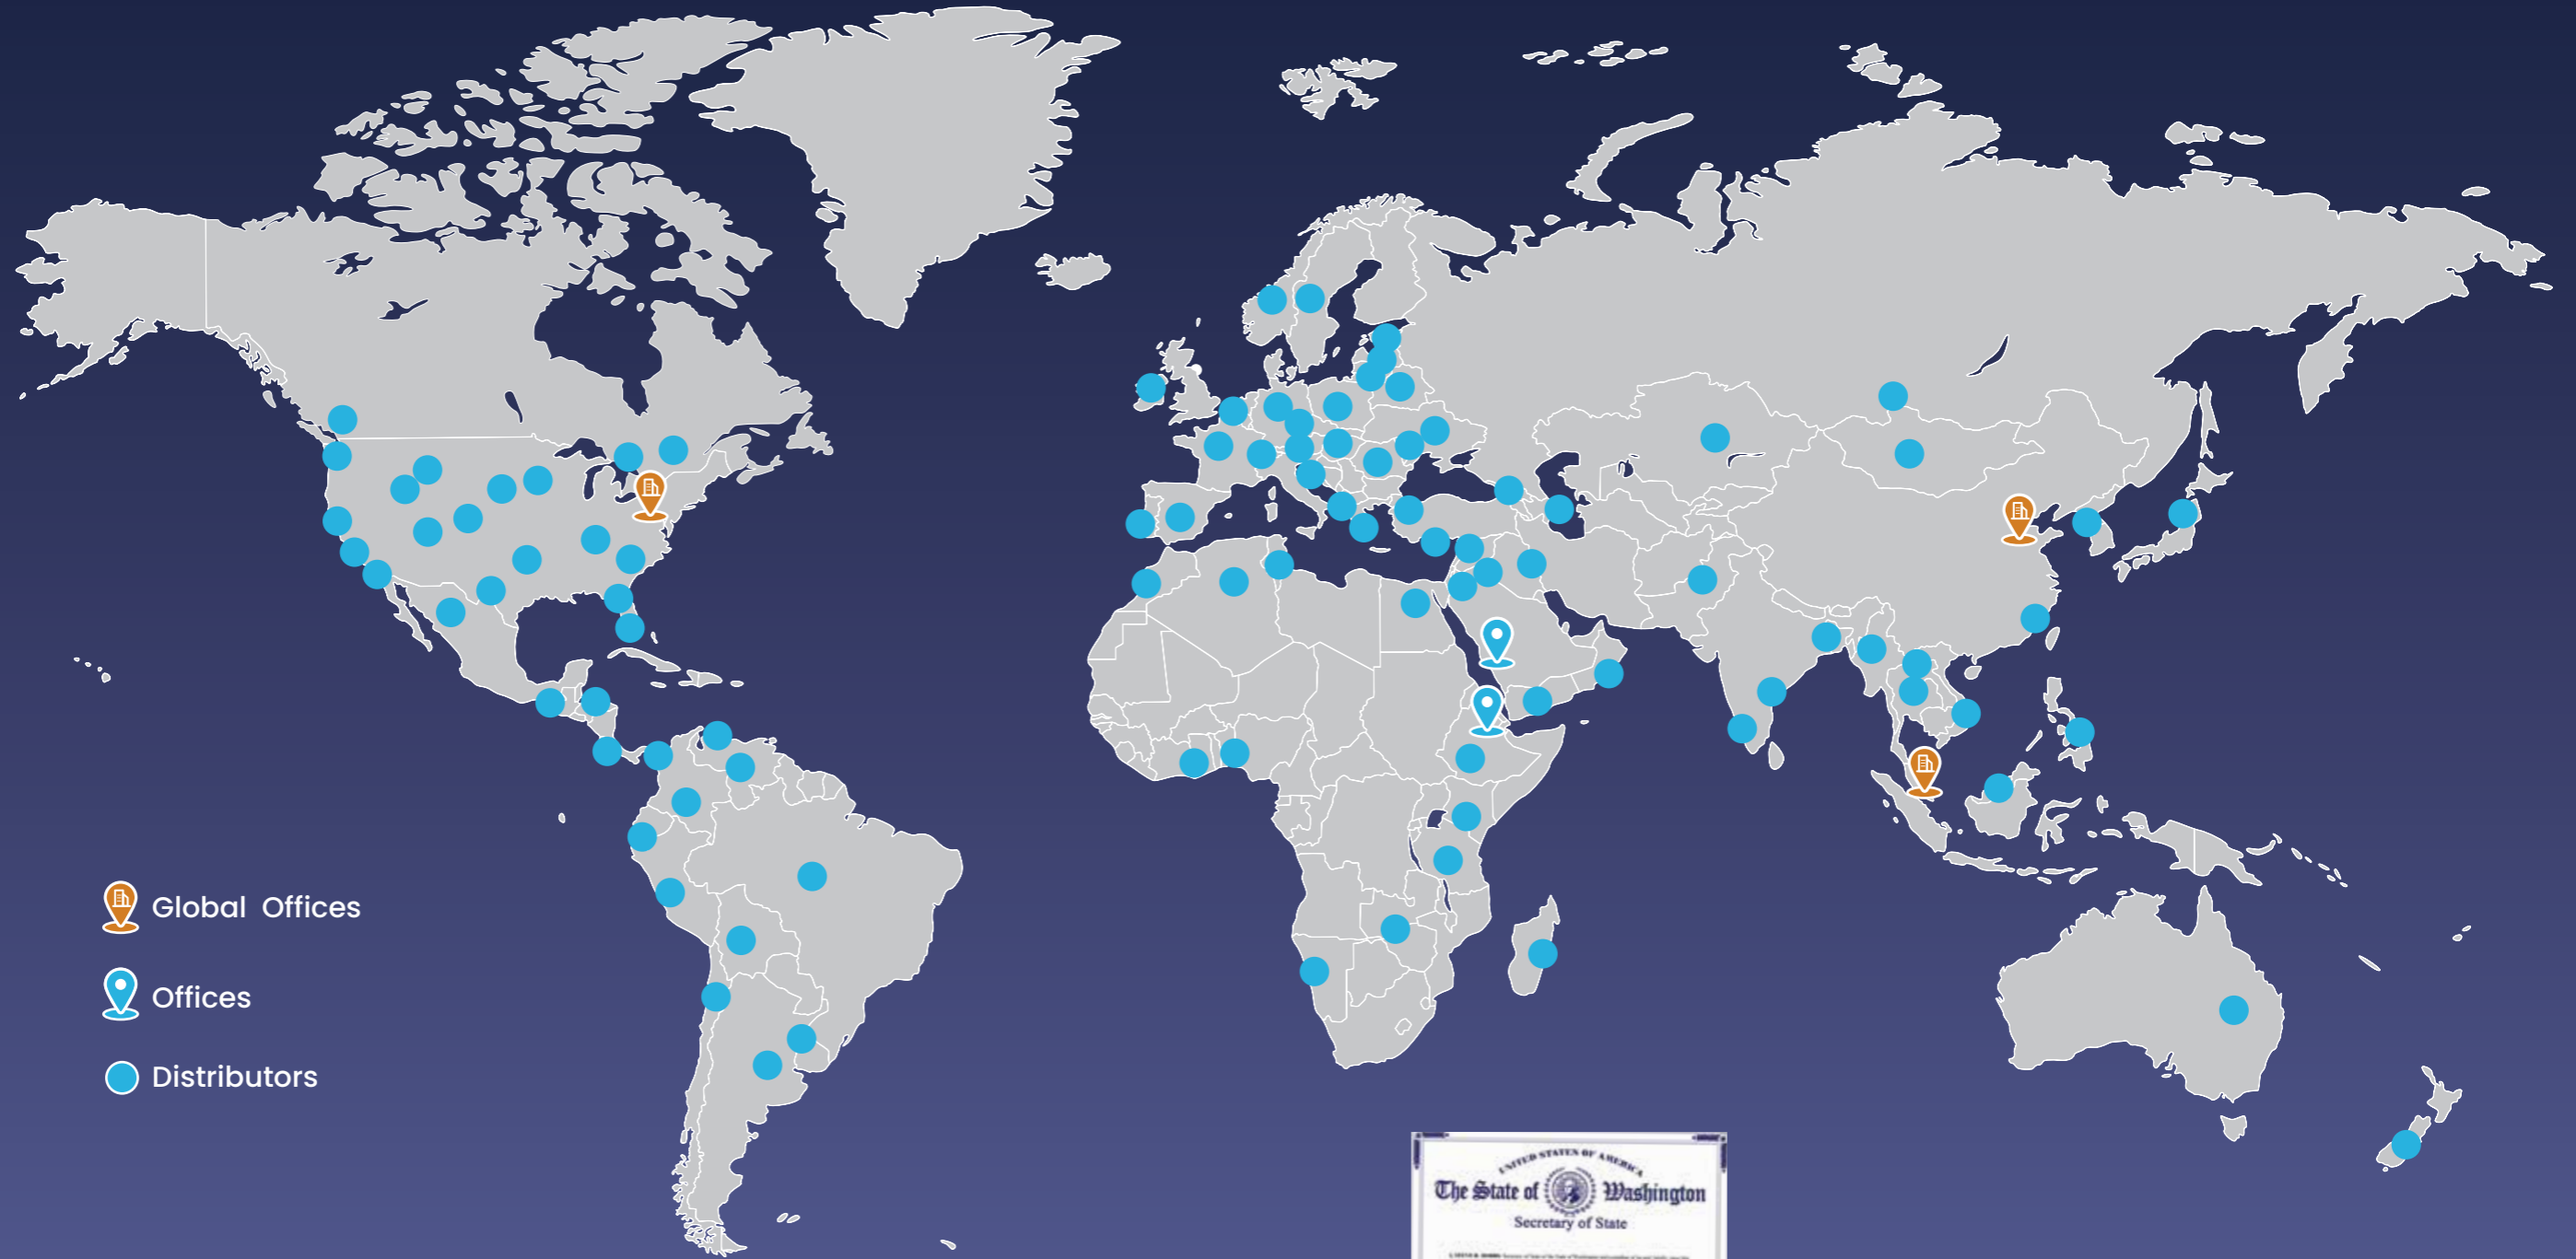 Global Offices
Offices
Distributors
UNITED STATES OF AMERICA
The State of Washington
Secretary of State